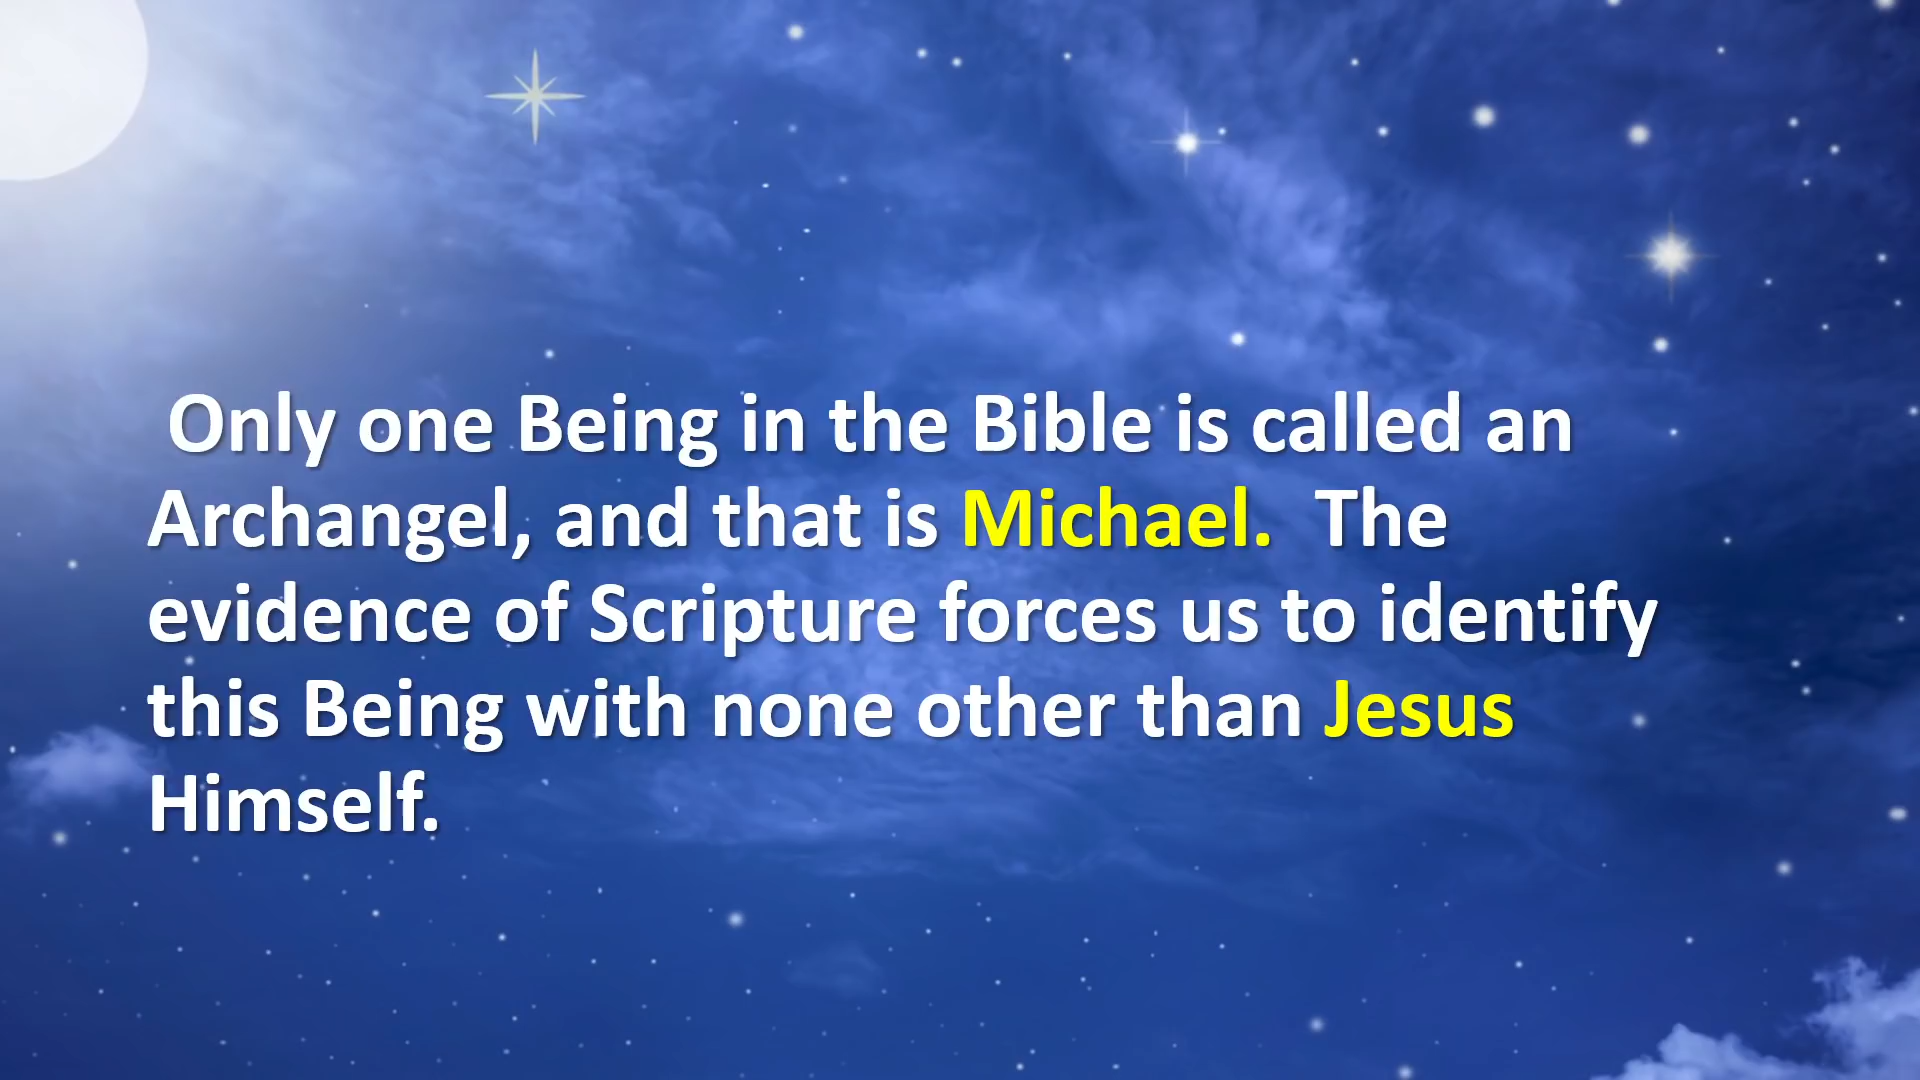 Only one Being in the Bible is called an
Archangel, and that is Michael.  The
evidence of Scripture forces us to identify
this Being with none other than Jesus
Himself.